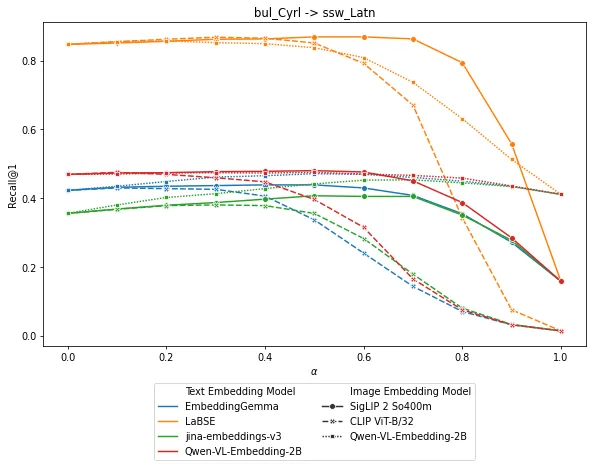 bul_Cyrl -> ssw_Latn
Recall@1
0.8
0.6
0.4
0.2
0.0
0.0 0.2 0.4 0.6 0.8 1.0
α
Text Embedding Model Image Embedding Model
EmbeddingGemma SigLIP 2 So400m
LaBSE CLIP ViT-B/32
jina-embeddings-v3 Qwen-VL-Embedding-2B
Qwen-VL-Embedding-2B